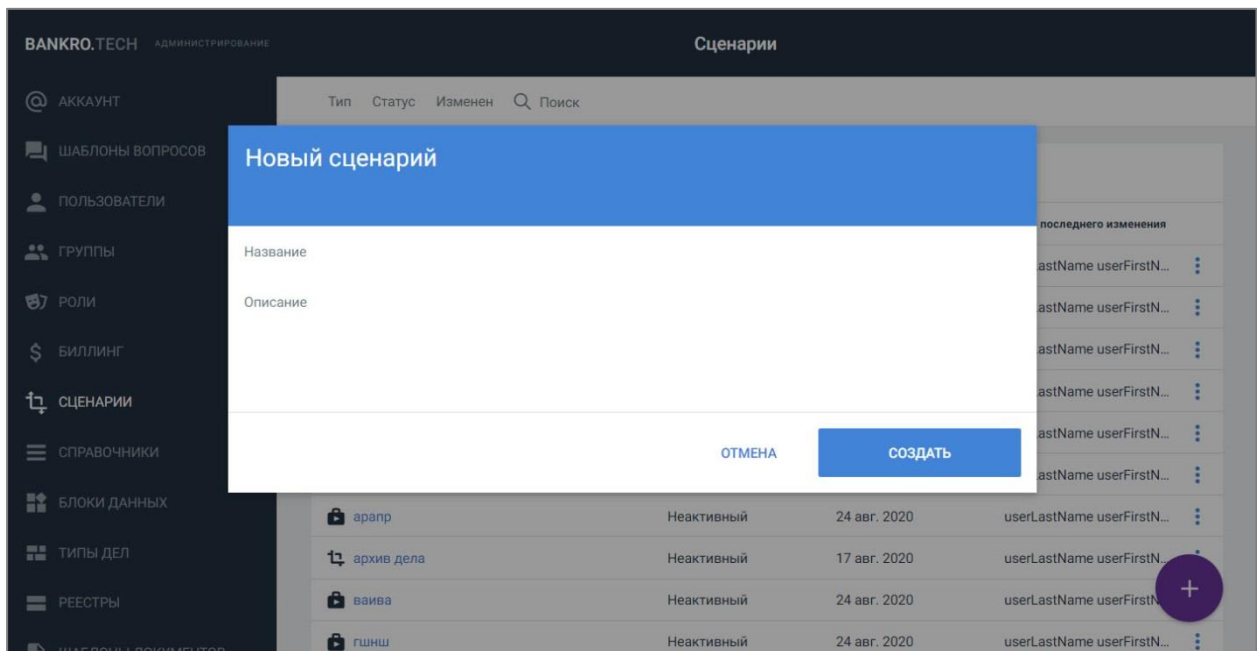 BANKRO.TECH АДМИНИСТРИРОВАНИЕ
Сценарии
АККАУНТ
ШАБЛОНЫ ВОПРОСОВ
ПОЛЬЗОВАТЕЛИ
ГРУППЫ
РОЛИ
БИЛЛИНГ
СЦЕНАРИИ
СПРАВОЧНИКИ
БЛОКИ ДАННЫХ
ТИПЫ ДЕЛ
РЕЕСТРЫ
ШАБЛОНЫ ДОКУМЕНТОВ
Тип Статус Изменен Поиск
Новый сценарий
Название
Описание
ОТМЕНА СОЗДАТЬ
последнего изменения
astName userFirstN...
astName userFirstN...
astName userFirstN...
astName userFirstN...
astName userFirstN...
astName userFirstN...
арапр Неактивный 24 авг. 2020 userLastName userFirstN...
архив дела Неактивный 17 авг. 2020 userLastName userFirstN...
ваива Неактивный 24 авг. 2020 userLastName userFirstN
гшнш Неактивный 24 авг. 2020 userLastName userFirstN...